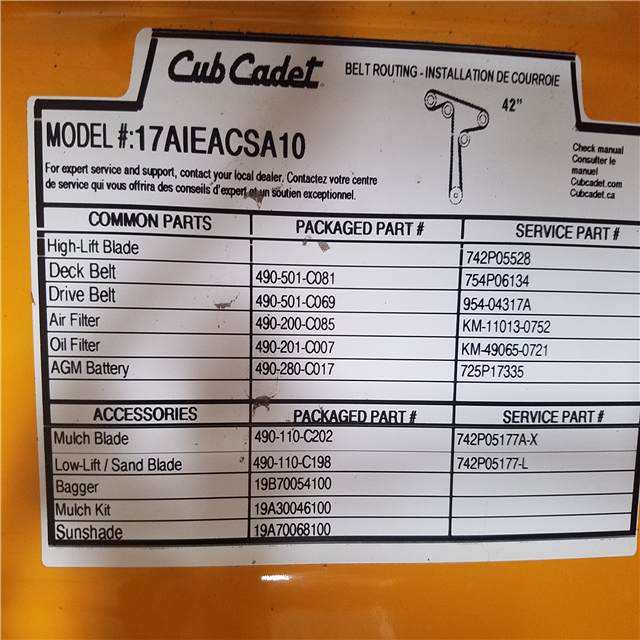 Cub Cadet
BELT ROUTING - INSTALLATION DE COURROIE
42"
MODEL #:17AIEACSA10
For expert service and support, contact your local dealer. Contactez votre centre
de service qui vous offrira des conseils d'expert et un soutien exceptionnel.
Check manual
Consulter le
manuel
Cubcadet.com
Cubcadet.ca
COMMON PARTS PACKAGED PART # SERVICE PART #
High-Lift Blade 742P05528
Deck Belt 490-501-C081 754P06134
Drive Belt 490-501-C069 954-04317A
Air Filter 490-200-C085 KM-11013-0752
Oil Filter 490-201-C007 KM-49065-0721
AGM Battery 490-280-C017 725P17335
ACCESSORIES PACKAGED PART # SERVICE PART #
Mulch Blade 490-110-C202 742P05177A-X
Low-Lift / Sand Blade 490-110-C198 742P05177-L
Bagger 19B70054100
Mulch Kit 19A30046100
Sunshade 19A70068100